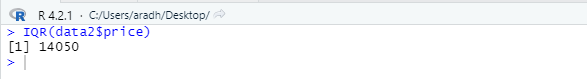 R 4.2.1 · C:/Users/aradh/Desktop/
> IQR(data2$price)
[1] 14050
>